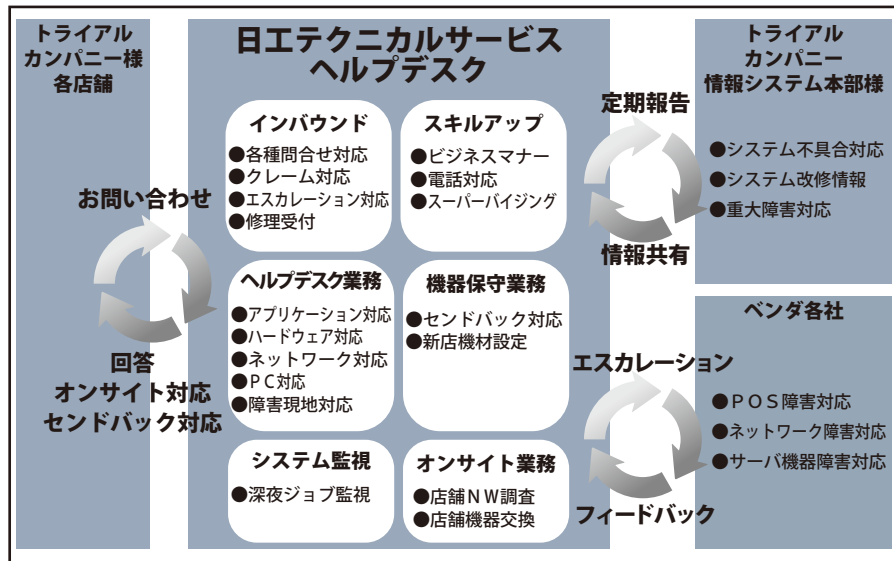 トライアル
カンパニー様
各店舗
お問い合わせ
回答
オンサイト対応
センドバック対応
日工テクニカルサービス
ヘルプデスク
インバウンド
●各種問合せ対応
●クレーム対応
●エスカレーション対応
●修理受付
スキルアップ
●ビジネスマナー
●電話対応
●スーパーバイジング
ヘルプデスク業務
●アプリケーション対応
●ハードウェア対応
●ネットワーク対応
●ＰＣ対応
●障害現地対応
機器保守業務
●センドバック対応
●新店機材設定
システム監視
●深夜ジョブ監視
オンサイト業務
●店舗ＮＷ調査
●店舗機器交換
定期報告
情報共有
トライアル
カンパニー
情報システム本部様
●システム不具合対応
●システム改修情報
●重大障害対応
エスカレーション
フィードバック
ベンダ各社
●ＰＯＳ障害対応
●ネットワーク障害対応
●サーバ機器障害対応